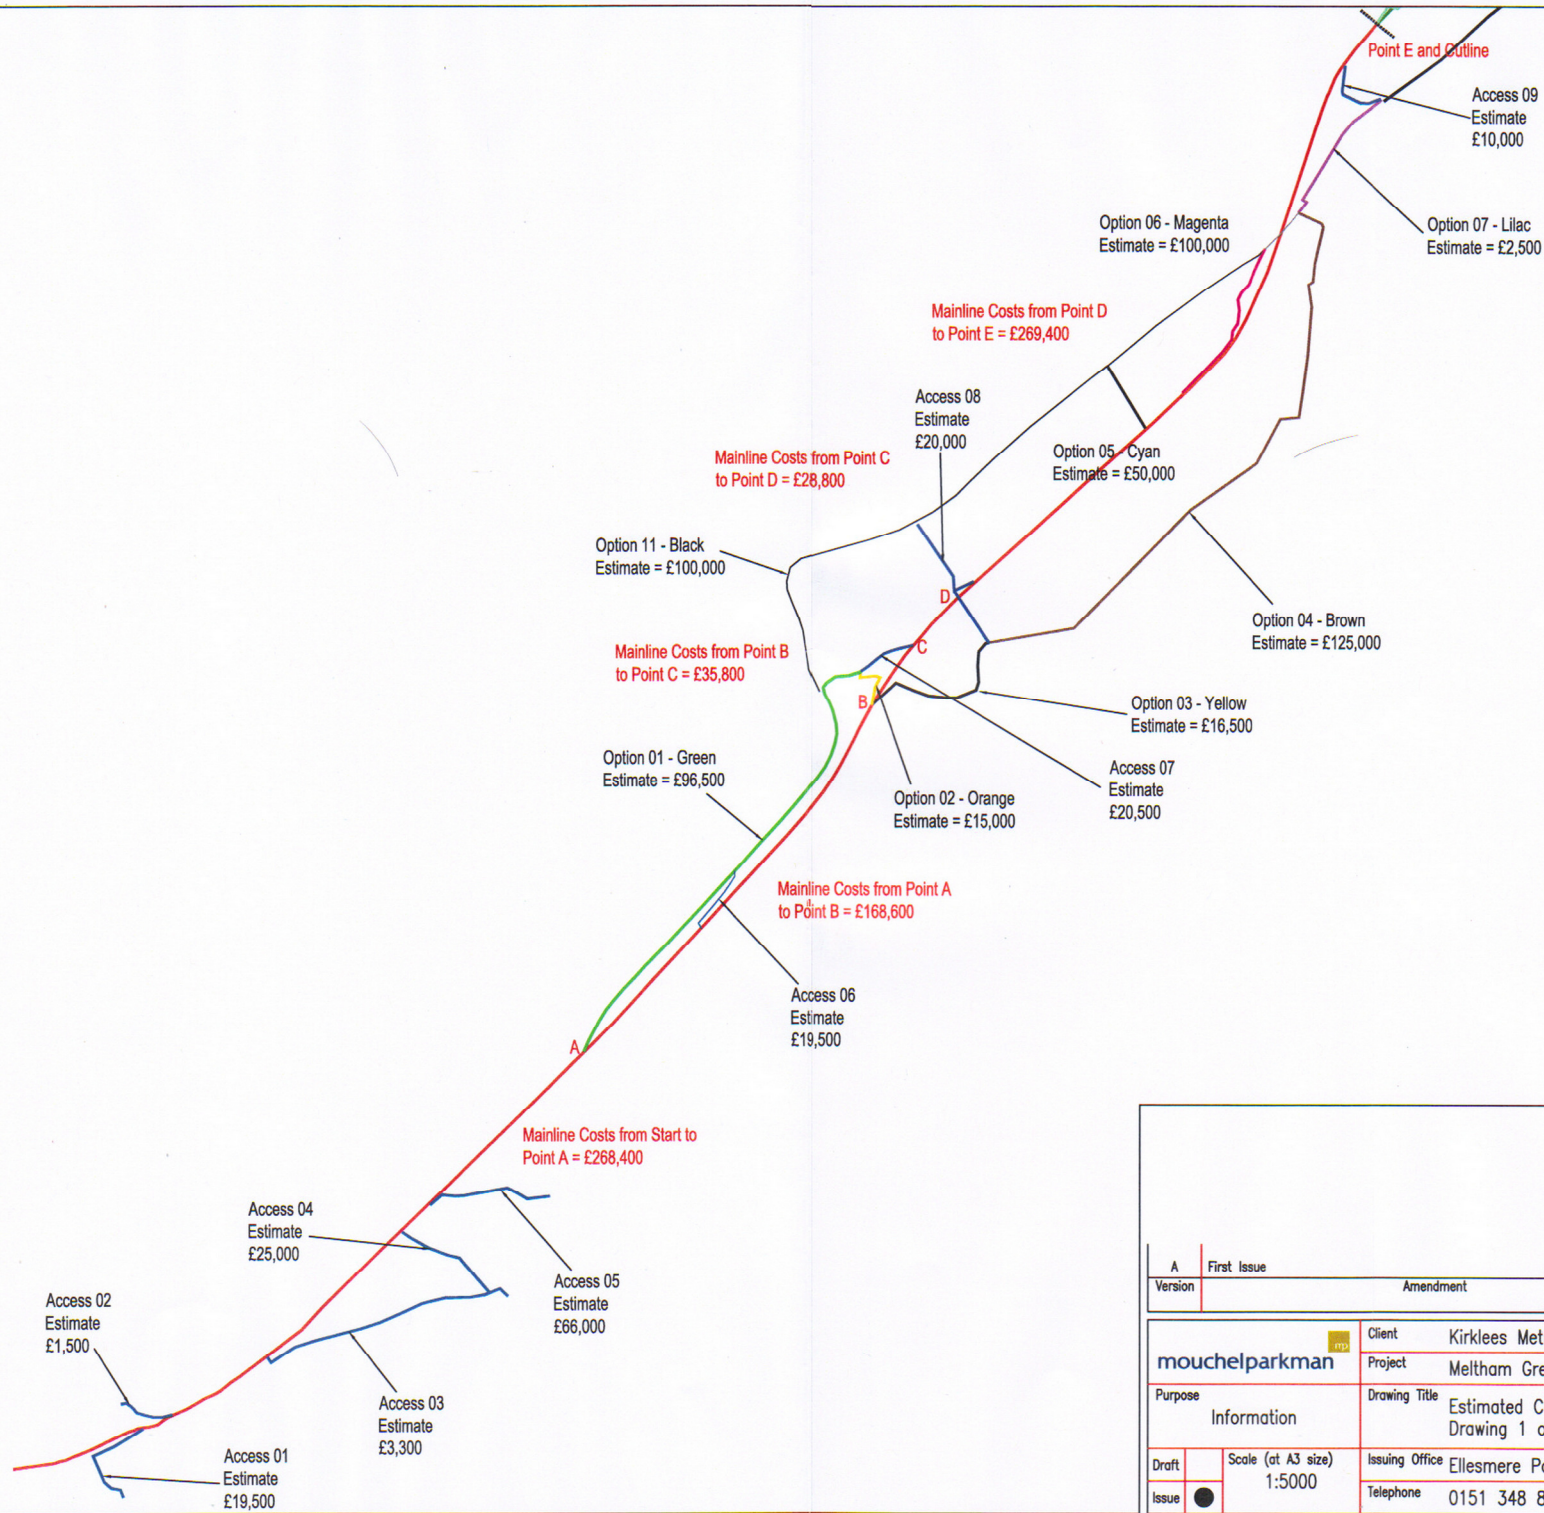 Point E and Cutline
Access 09
Estimate
£10,000
Option 06 - Magenta
Estimate = £100,000
Option 07 - Lilac
Estimate = £2,500
Mainline Costs from Point D
to Point E = £269,400
Access 08
Estimate
£20,000
Mainline Costs from Point C
to Point D = £28,800
Option 05 - Cyan
Estimate = £50,000
Option 11 - Black
Estimate = £100,000
D
Option 04 - Brown
Estimate = £125,000
C
Mainline Costs from Point B
to Point C = £35,800
B
Option 03 - Yellow
Estimate = £16,500
Option 01 - Green
Estimate = £96,500
Access 07
Estimate
£20,500
Option 02 - Orange
Estimate = £15,000
Mainline Costs from Point A
to Point B = £168,600
Access 06
Estimate
£19,500
A
Mainline Costs from Start to
Point A = £268,400
Access 04
Estimate
£25,000
Access 05
Estimate
£66,000
Access 02
Estimate
£1,500
Access 03
Estimate
£3,300
Access 01
Estimate
£19,500
A First Issue
Version Amendment
mp
mouchelparkman
Client Kirklees Met
Project Meltham Gre
Purpose
Information
Drawing Title Estimated C
Drawing 1 o
Draft
Issue
Scale (at A3 size)
1:5000
Issuing Office Ellesmere Po
Telephone 0151 348 8